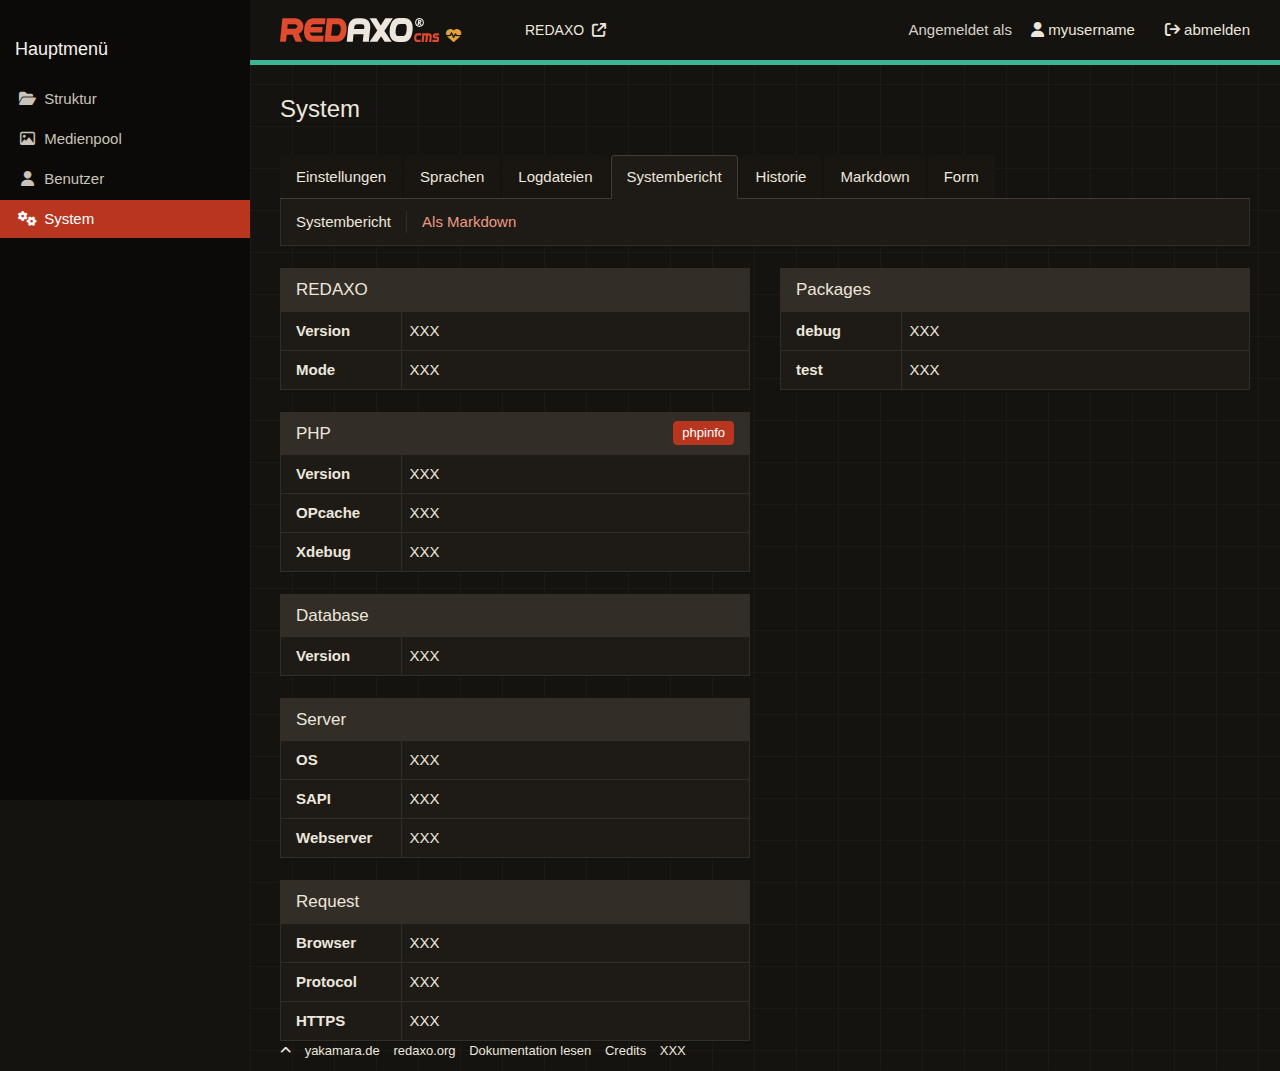 Hauptmenü
Struktur
Medienpool
Benutzer
System
REDAXO® cms
REDAXO
Angemeldet als myusername abmelden
System
Einstellungen Sprachen Logdateien Systembericht Historie Markdown Form
Systembericht Als Markdown
REDAXO
Version XXX
Mode XXX
PHP phpinfo
Version XXX
OPcache XXX
Xdebug XXX
Database
Version XXX
Server
OS XXX
SAPI XXX
Webserver XXX
Request
Browser XXX
Protocol XXX
HTTPS XXX
Packages
debug XXX
test XXX
yakamara.de redaxo.org Dokumentation lesen Credits XXX